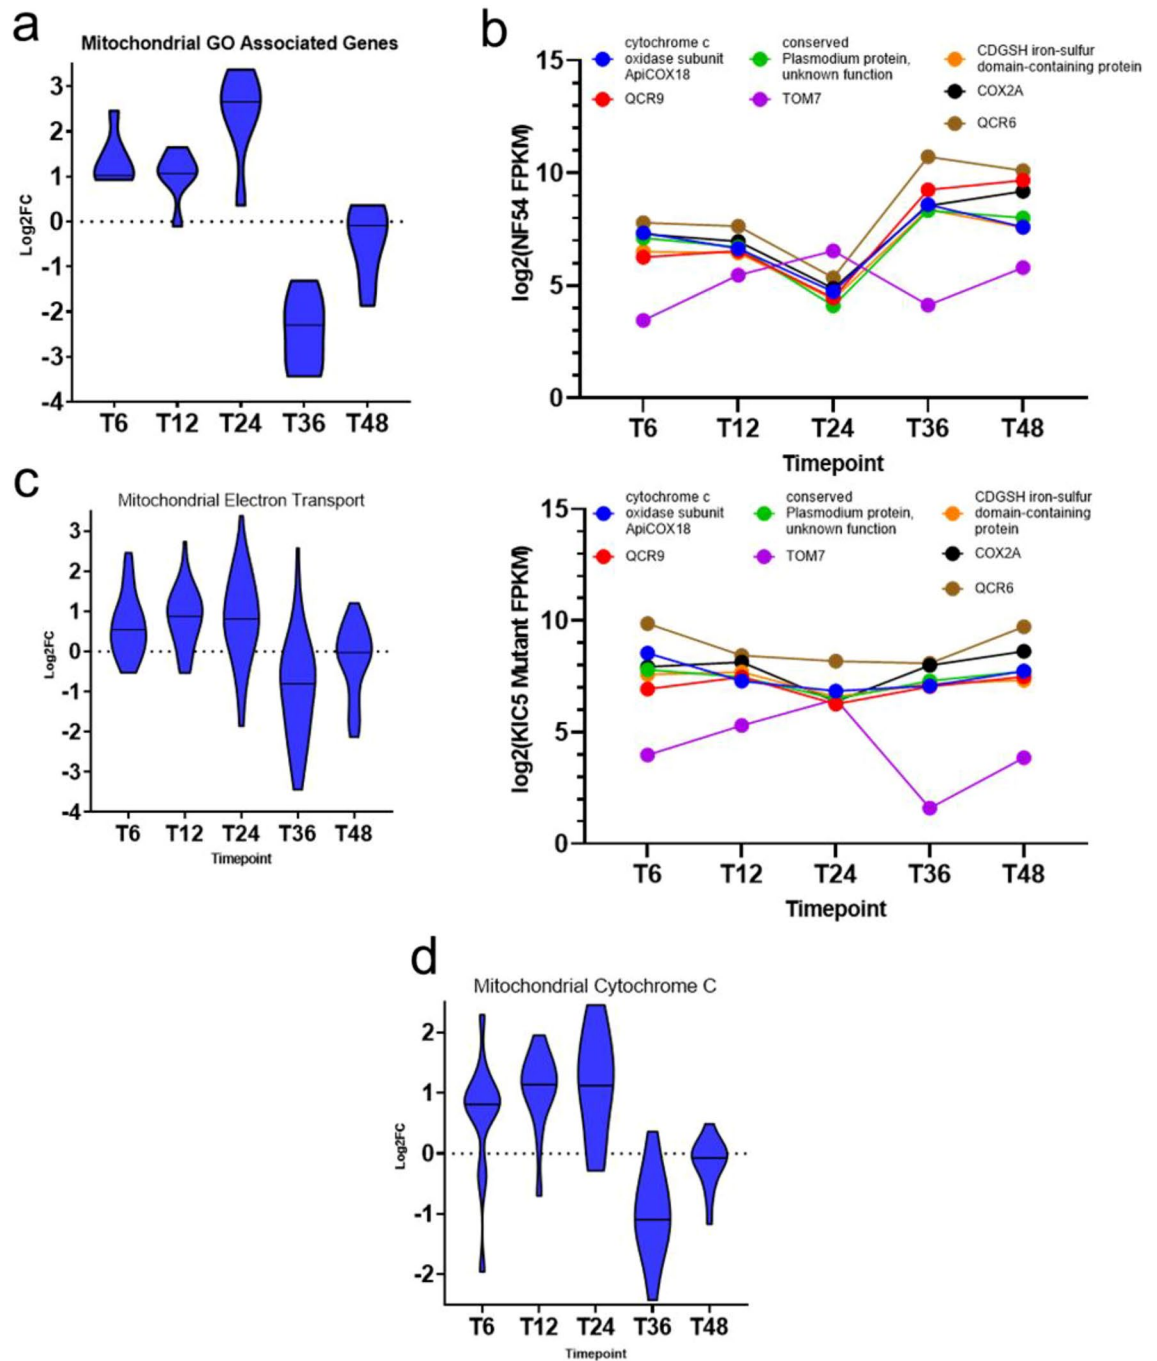 a
Mitochondrial GO Associated Genes
Log2FC
3
2
1
0
-1
-2
-3
-4
T6 T12 T24 T36 T48
b
cytochrome c
oxidase subunit
ApiCOX18
QCR9
conserved
Plasmodium protein,
unknown function
TOM7
CDGSH iron-sulfur
domain-containing protein
COX2A
QCR6
log2(NF54 FPKM)
15
10
5
0
T6 T12 T24 T36 T48
Timepoint
c
Mitochondrial Electron Transport
Log2FC
3
2
1
0
-1
-2
-3
-4
T6 T12 T24 T36 T48
Timepoint
cytochrome c
oxidase subunit
ApiCOX18
QCR9
conserved
Plasmodium protein,
unknown function
TOM7
CDGSH iron-sulfur
domain-containing
protein
COX2A
QCR6
log2(KIC5 Mutant FPKM)
15
10
5
0
T6 T12 T24 T36 T48
Timepoint
d
Mitochondrial Cytochrome C
Log2FC
2
1
0
-1
-2
T6 T12 T24 T36 T48
Timepoint